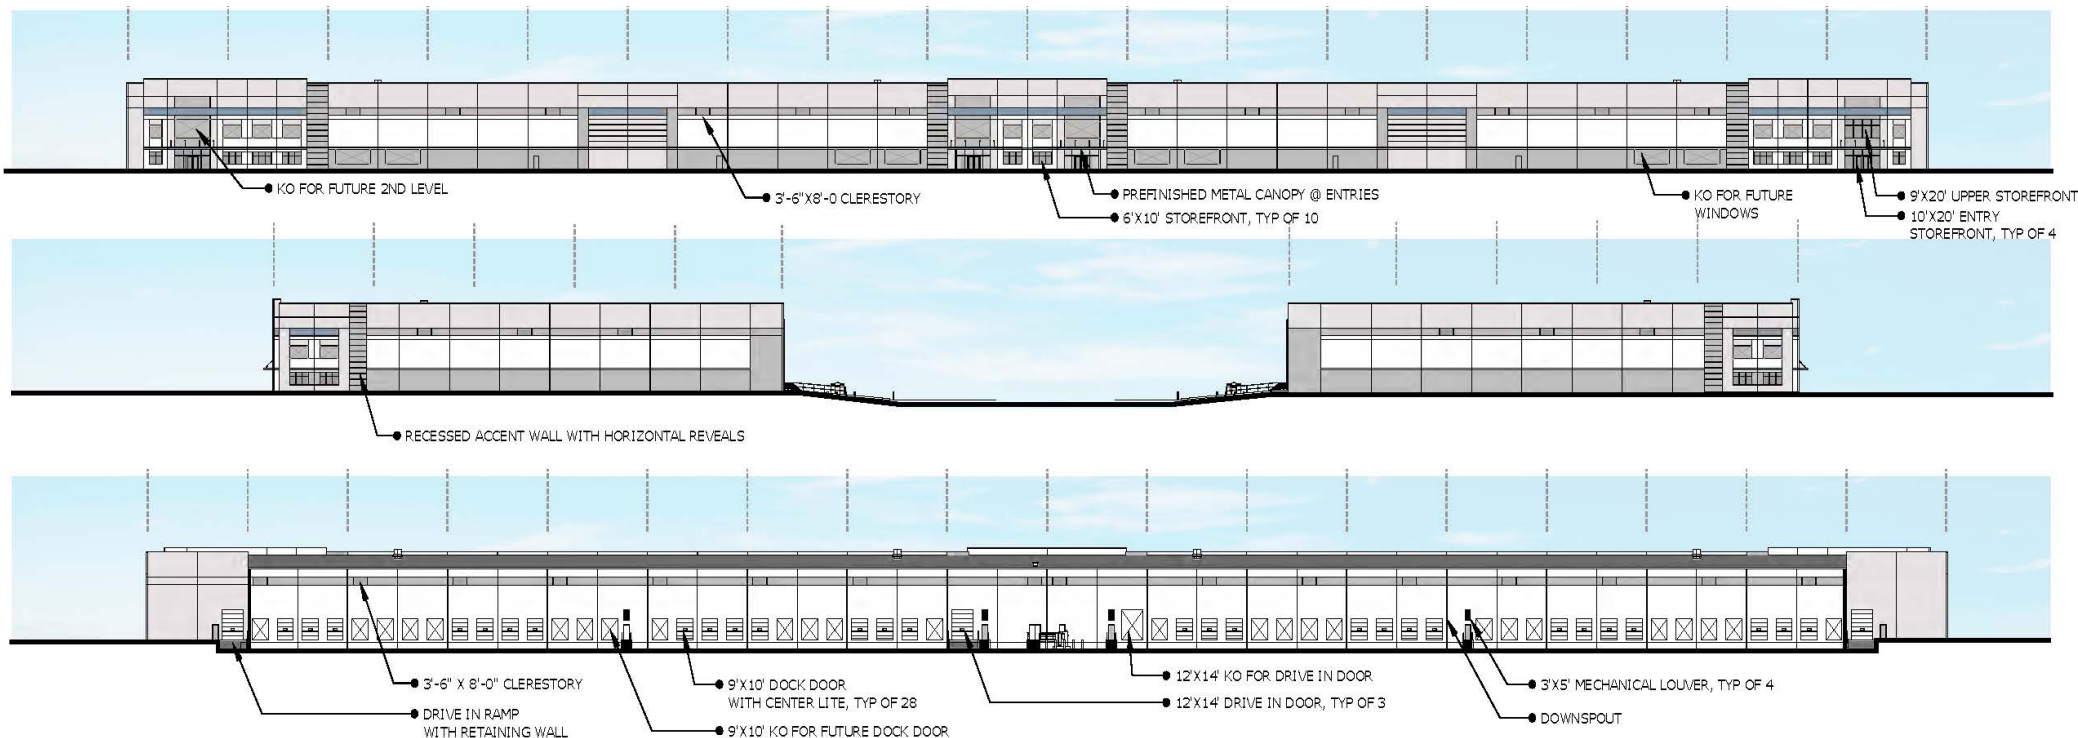 KO FOR FUTURE 2ND LEVEL
3'-6"X8'-0 CLERESTORY
PREFINISHED METAL CANOPY @ ENTRIES
6'X10' STOREFRONT, TYP OF 10
KO FOR FUTURE
WINDOWS
9'X20' UPPER STOREFRONT
10'X20' ENTRY
STOREFRONT, TYP OF 4
RECESSED ACCENT WALL WITH HORIZONTAL REVEALS
3'-6" X 8'-0" CLERESTORY
DRIVE IN RAMP
WITH RETAINING WALL
9'X10' DOCK DOOR
WITH CENTER LITE, TYP OF 28
9'X10' KO FOR FUTURE DOCK DOOR
12'X14' KO FOR DRIVE IN DOOR
12'X14' DRIVE IN DOOR, TYP OF 3
3'X5' MECHANICAL LOUVER, TYP OF 4
DOWNSPOUT